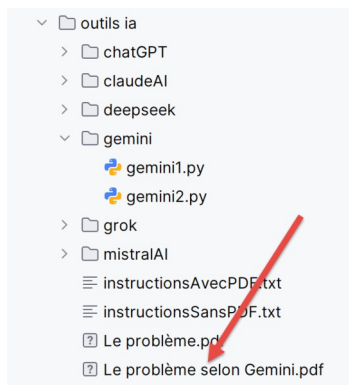 outils ia
chatGPT
claudeAI
deepseek
gemini
gemini1.py
gemini2.py
grok
mistralAI
instructionsAvecPDF.txt
instructionsSansPDF.txt
Le problème.pdf
Le problème selon Gemini.pdf